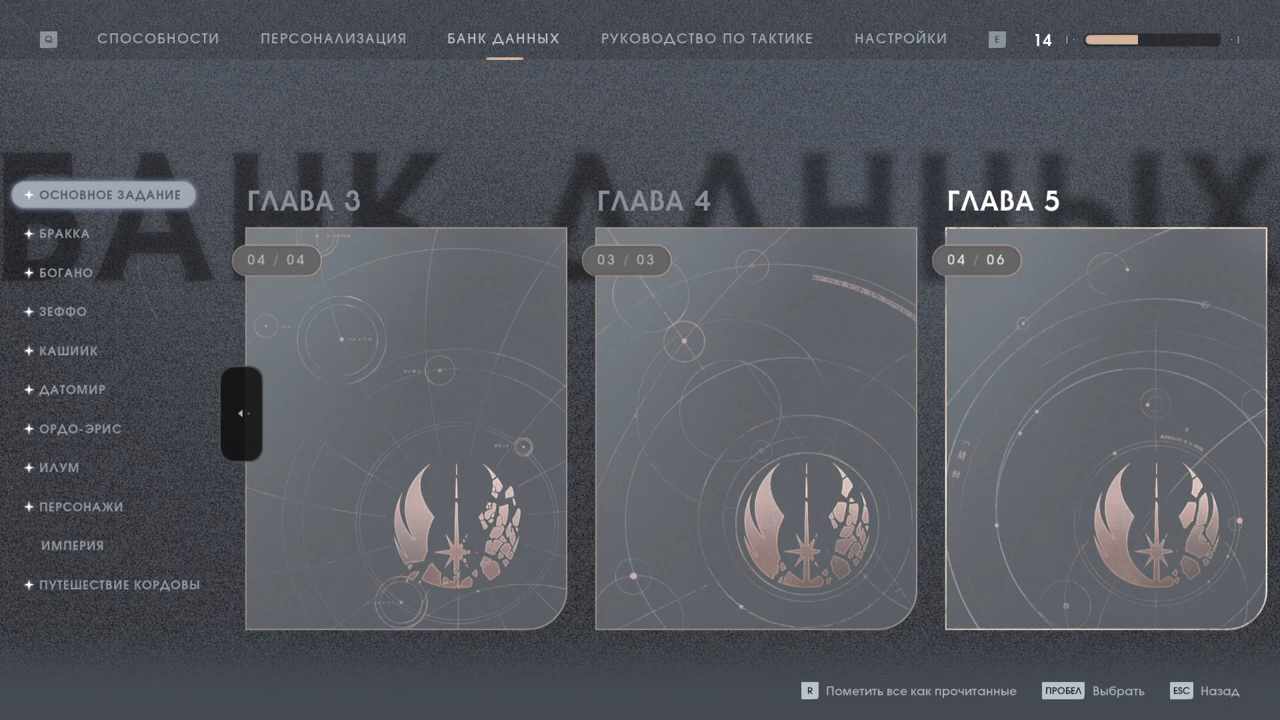 Q СПОСОБНОСТИ ПЕРСОНАЛИЗАЦИЯ БАНК ДАННЫХ РУКОВОДСТВО ПО ТАКТИКЕ НАСТРОЙКИ E 14
БАНК ДАННЫХ
ОСНОВНОЕ ЗАДАНИЕ
БРАККА
БОГАНО
ЗЕФФО
КАШИИК
ДАТОМИР
ОРДО-ЭРИС
ИЛУМ
ПЕРСОНАЖИ
ИМПЕРИЯ
ПУТЕШЕСТВИЕ КОРДОВЫ
ГЛАВА 3
04 / 04
ГЛАВА 4
03 / 03
ГЛАВА 5
04 / 06
R Пометить все как прочитанные ПРОБЕЛ Выбрать ESC Назад